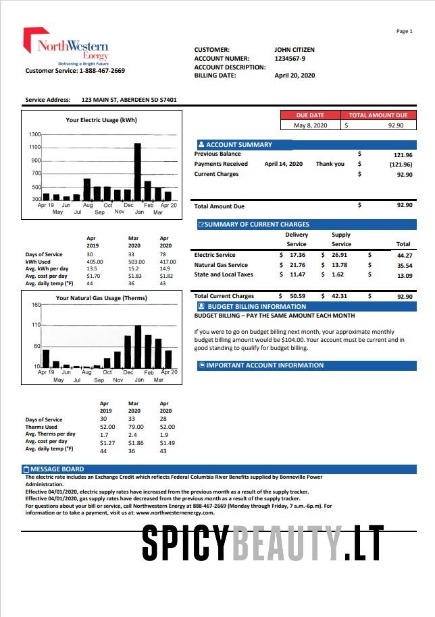 Page 1
NorthWestern
Energy
Delivering a Bright Future
Customer Service: 1-888-467-2669
CUSTOMER: JOHN CITIZEN
ACCOUNT NUMER: 1234567-9
ACCOUNT DESCRIPTION:
BILLING DATE: April 20, 2020
Service Address: 123 MAIN ST, ABERDEEN SD 57401
DUE DATE TOTAL AMOUNT DUE
May 8, 2020 $ 92.90
Your Electric Usage (kWh)
1300
1100
900
700
500
300
Apr 19 Jun Aug Oct Dec Feb Apr 20
May Jul Sep Nov Jan Mar
ACCOUNT SUMMARY
Previous Balance $ 121.96
Payments Received April 14, 2020 Thank you $ (121.96)
Current Charges $ 92.90
Total Amount Due $ 92.90
Apr Mar Apr
2019 2020 2020
Days of Service 30 33 78
kWh Used 405.00 503.00 417.00
Avg. kWh per day 13.5 15.2 14.9
Avg. cost per day $1.70 $1.83 $1.82
Avg. daily temp (°F) 44 36 43
SUMMARY OF CURRENT CHARGES
Delivery Supply
Service Service Total
Electric Service $ 17.36 $ 26.91 $ 44.27
Natural Gas Service $ 21.76 $ 13.78 $ 35.54
State and Local Taxes $ 11.47 $ 1.62 $ 13.09
Total Current Charges $ 50.59 $ 42.31 $ 92.90
Your Natural Gas Usage (Therms)
160
110
60
10
Apr 19 Jun Aug Oct Dec Feb Apr 20
May Jul Sep Nov Jan Mar
BUDGET BILLING INFORMATION
BUDGET BILLING – PAY THE SAME AMOUNT EACH MONTH
If you were to go on budget billing next month, your approximate monthly
budget billing amount would be $104.00. Your account must be current and in
good standing to qualify for budget billing.
IMPORTANT ACCOUNT INFORMATION
Apr Mar Apr
2019 2020 2020
Days of Service 30 33 28
Therms Used 52.00 79.00 52.00
Avg. Therms per day 1.7 2.4 1.9
Avg. cost per day $1.27 $1.86 $1.49
Avg. daily temp (°F) 44 36 43
MESSAGE BOARD
The electric rate includes an Exchange Credit which reflects Federal Columbia River Benefits supplied by Bonneville Power
Administration.
Effective 04/01/2020, electric supply rates have increased from the previous month as a result of the supply tracker.
Effective 04/01/2020, gas supply rates have decreased from the previous month as a result of the supply tracker.
For questions about your bill or service, call Northwestern Energy at 888-467-2669 (Monday through Friday, 7 a.m. 6p.m). For
information or to take a payment, visit us at: www.northwesternenergy.com.
SPICYBEAUTY.LT